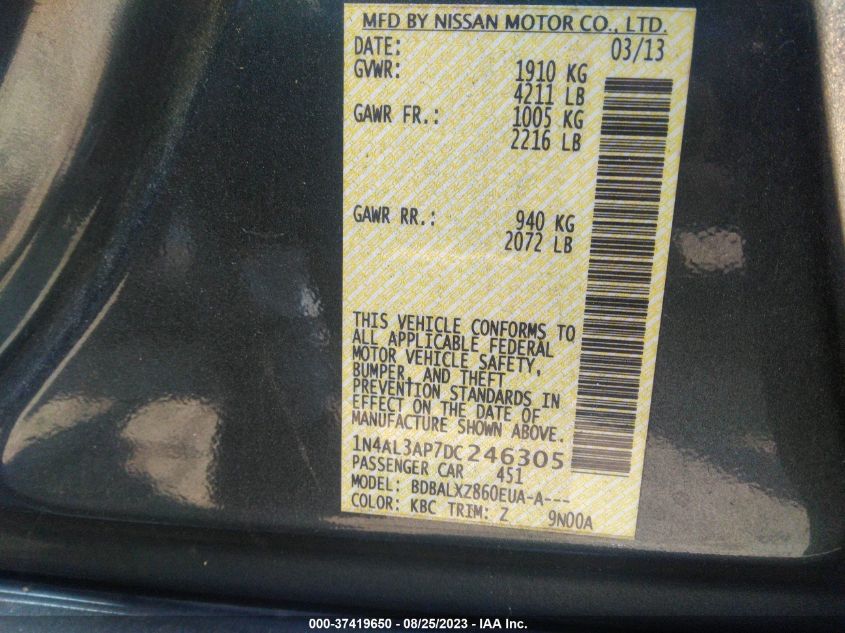 MFD BY NISSAN MOTOR CO., LTD.
DATE: 03/13
GVWR: 1910 KG
4211 LB
GAWR FR.: 1005 KG
2216 LB
GAWR RR.: 940 KG
2072 LB
THIS VEHICLE CONFORMS TO
ALL APPLICABLE FEDERAL
MOTOR VEHICLE SAFETY,
BUMPER, AND THEFT
PREVENTION STANDARDS IN
EFFECT ON THE DATE OF
MANUFACTURE SHOWN ABOVE.
1N4AL3AP7DC246305
PASSENGER CAR 451
MODEL: BDBALXZ860EUA-A---
COLOR: KBC TRIM: Z 9N00A
000-37419650 - 08/25/2023 - IAA Inc.